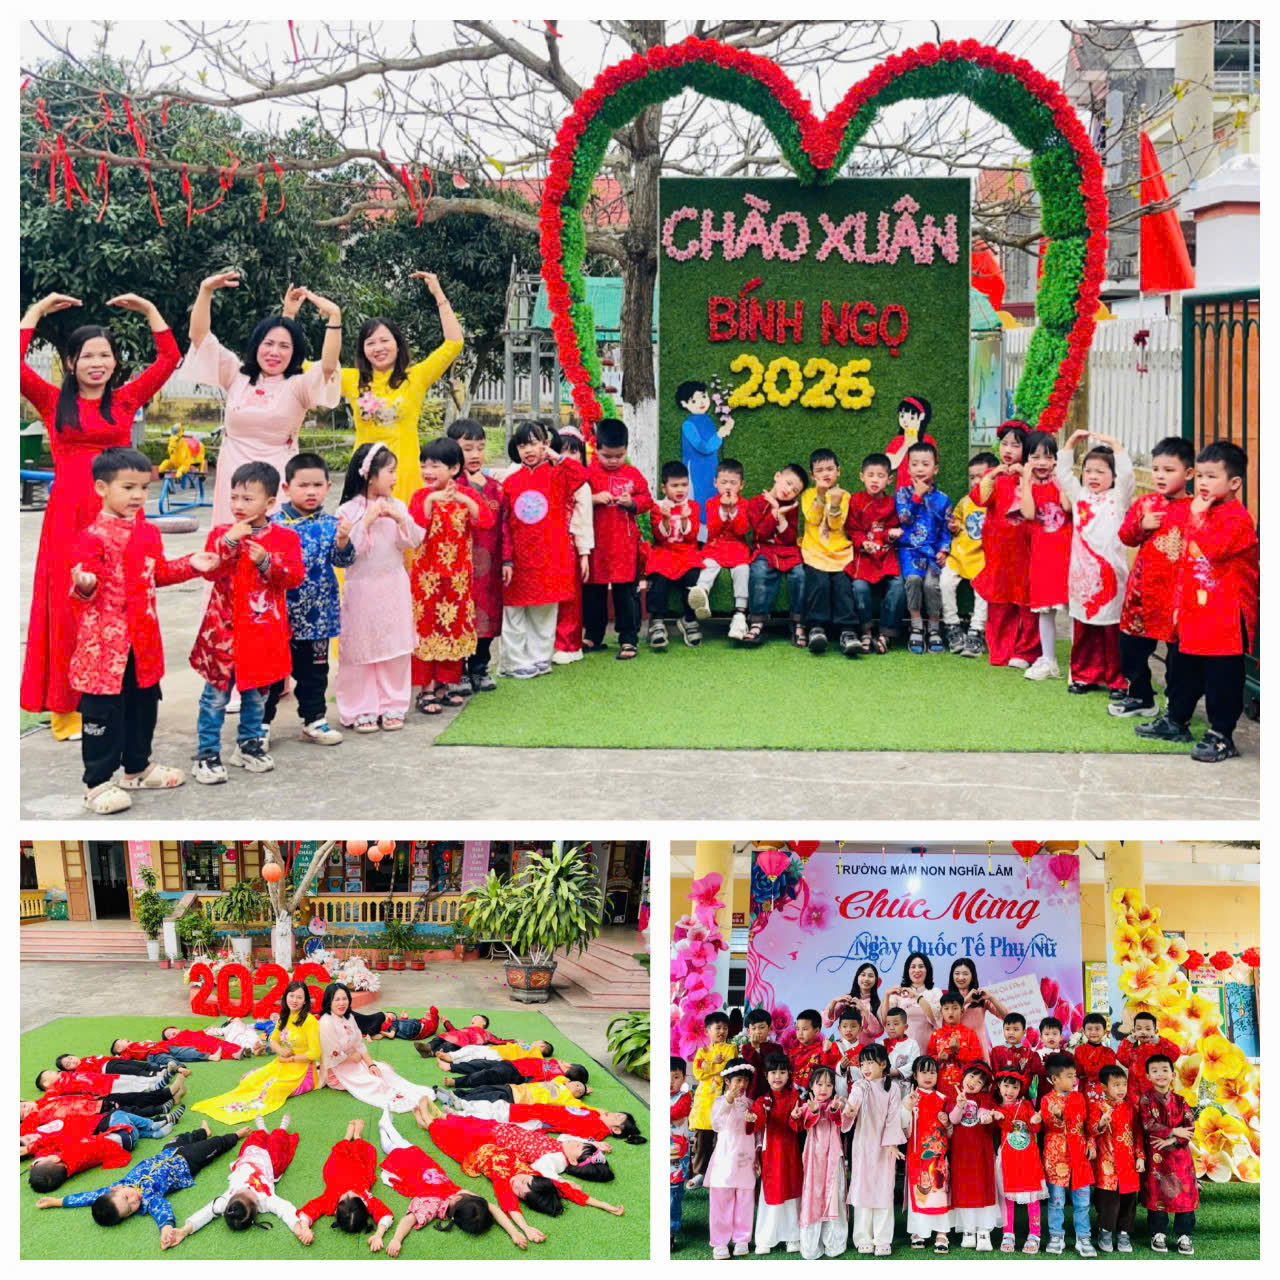 CHÀO XUÂN
BÍNH NGỌ
2026
2026
TRƯỜNG MẦM NON NGHĨA LÂM
Chúc Mừng
Ngày Quốc Tế Phụ Nữ